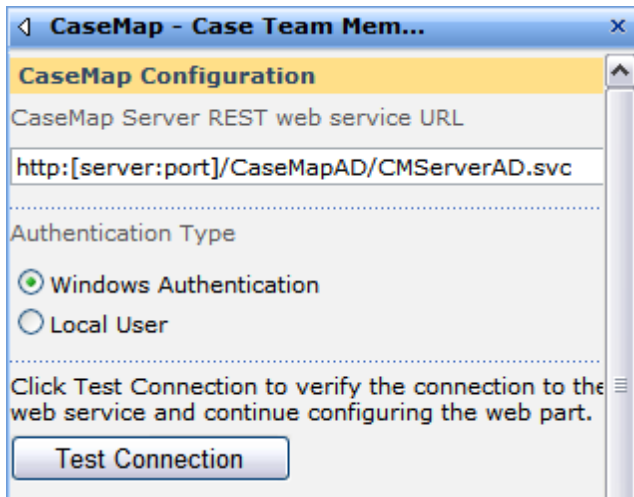 CaseMap - Case Team Mem...
CaseMap Configuration
CaseMap Server REST web service URL
http:[server:port]/CaseMapAD/CMServerAD.svc
Authentication Type
Windows Authentication
Local User
Click Test Connection to verify the connection to the
web service and continue configuring the web part.
Test Connection